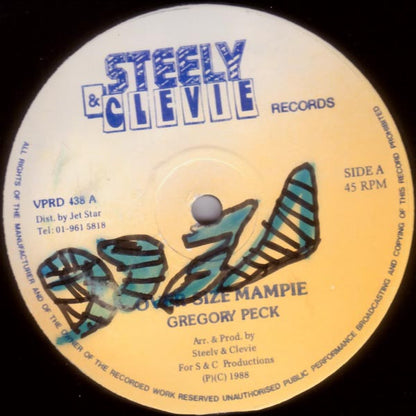 STEELY
& CLEVIE
RECORDS
VPRD 438 A
Dist. by Jet Star
Tel: 01-961 5818
SIDE A
45 RPM
OVER SIZE MAMPIE
GREGORY PECK
Arr. & Prod. by
Steely & Clevie
For S & C Productions
(P)(C) 1988
ALL RIGHTS OF THE MANUFACTURER AND OF THE OWNER OF THE RECORDED WORK RESERVED UNAUTHORISED PUBLIC PERFORMANCE BROADCASTING AND COPYING OF THIS RECORD PROHIBITED